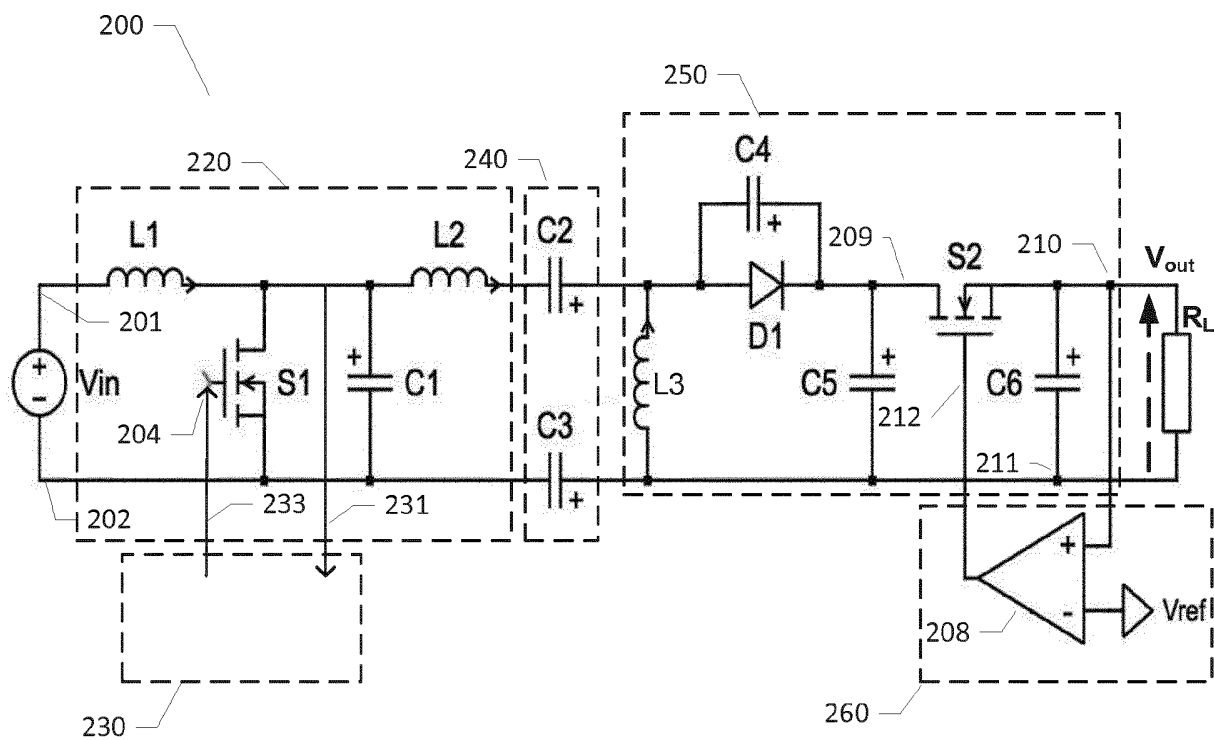 200
250
220
240
C4
+
L1
L2
C2
209
S2
210
Vout
+
D1
RL
201
+
-
Vin
S1
+
C1
L3
C5
+
C6
+
204
C3
212
211
+
202
233
231
+
-
Vref
208
230
260